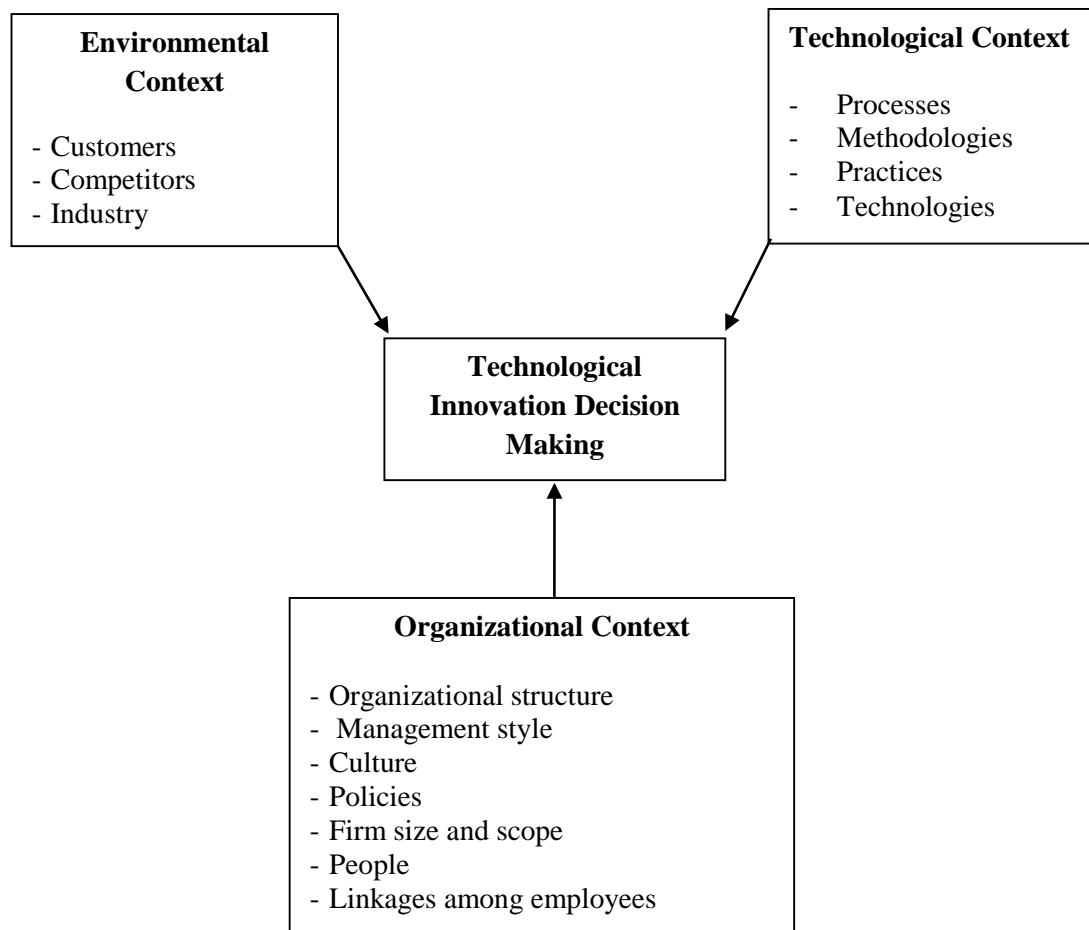 Environmental
Context
- Customers
- Competitors
- Industry
Technological Context
- Processes
- Methodologies
- Practices
- Technologies
Technological
Innovation Decision
Making
Organizational Context
- Organizational structure
- Management style
- Culture
- Policies
- Firm size and scope
- People
- Linkages among employees